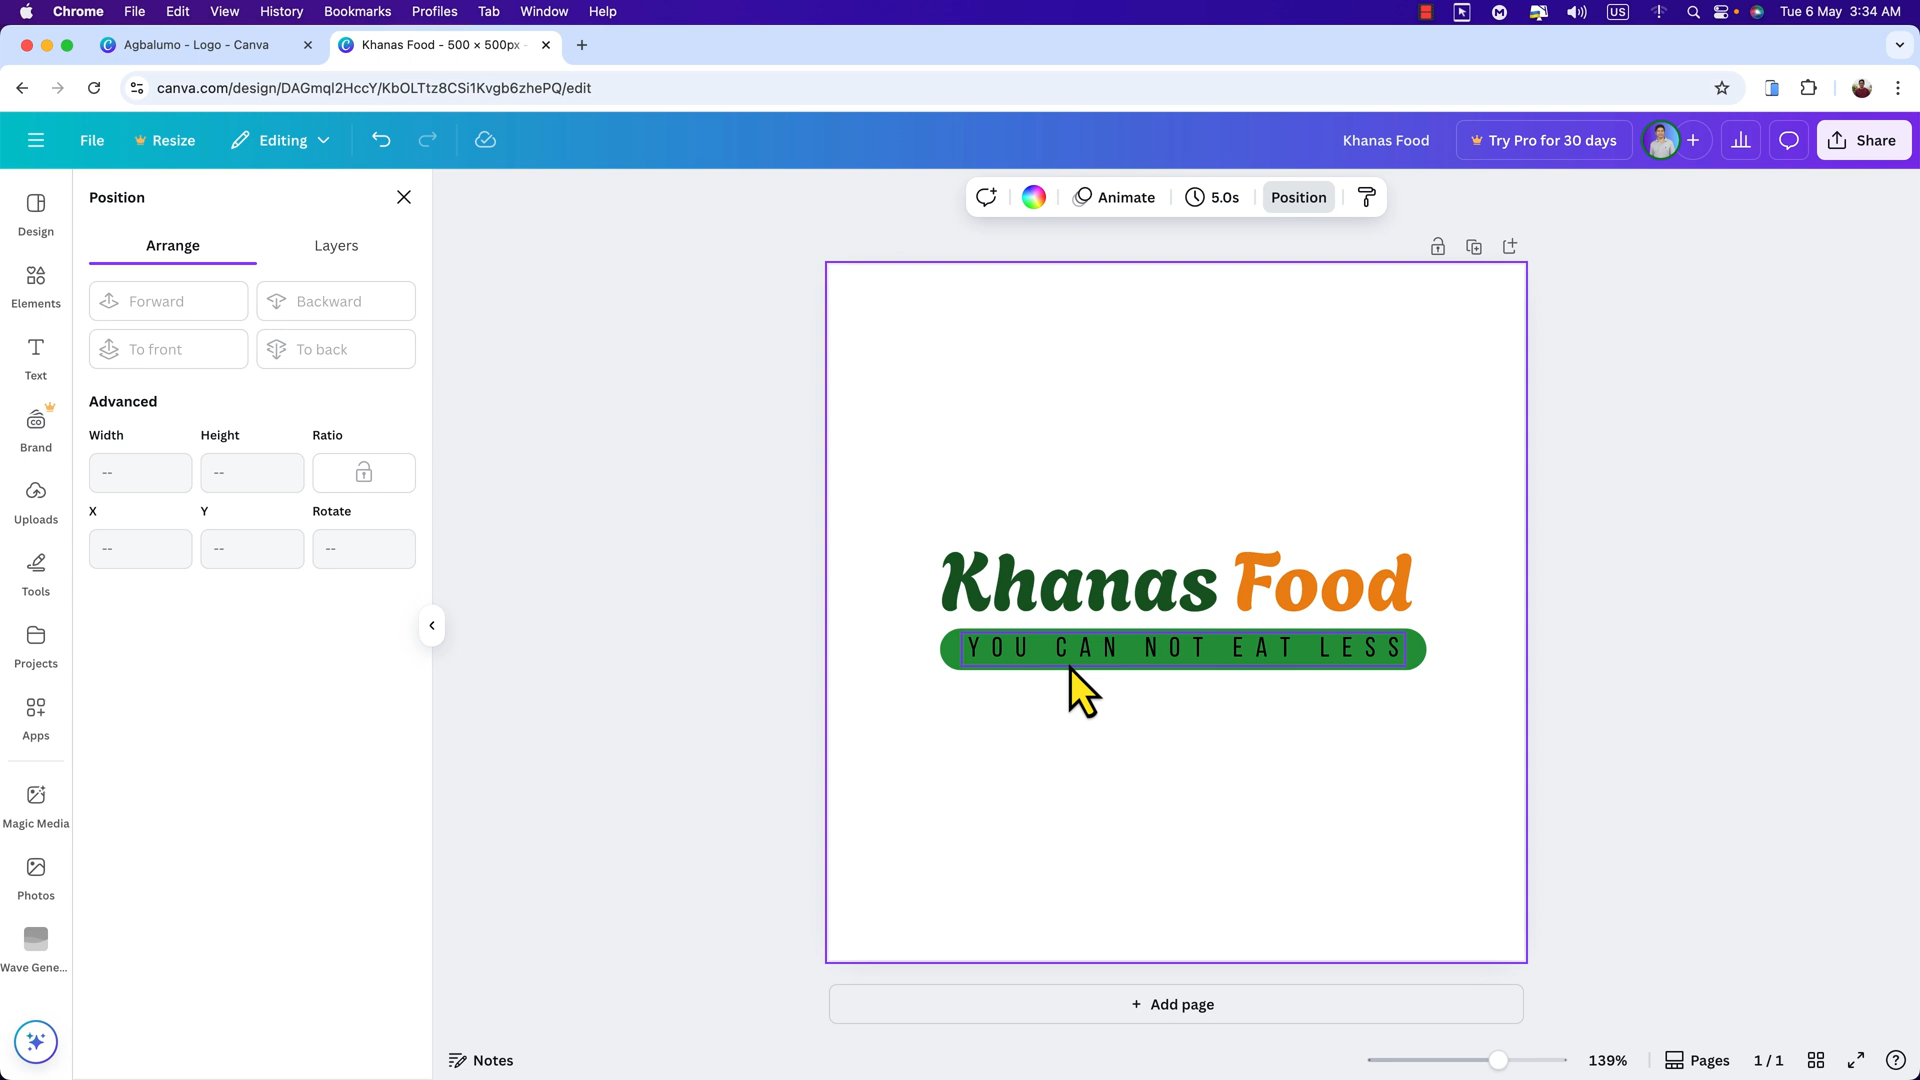 Chrome File Edit View History Bookmarks Profiles Tab Window Help
US
Tue 6 May 3:34 AM
Agbalumo - Logo - Canva
Khanas Food - 500 × 500px -
canva.com/design/DAGmql2HccY/KbOLTtz8CSi1Kvgb6zhePQ/edit
File
Resize
Editing
Khanas Food
Try Pro for 30 days
Share
Design
Elements
Text
Brand
Uploads
Tools
Projects
Apps
Magic Media
Photos
Wave Gene...
Position
Arrange Layers
Forward Backward
To front To back
Advanced
Width Height Ratio
-- --
X Y Rotate
-- -- --
Animate
5.0s
Position
Khanas Food
YOU CAN NOT EAT LESS
+ Add page
Notes
139%
Pages
1 / 1